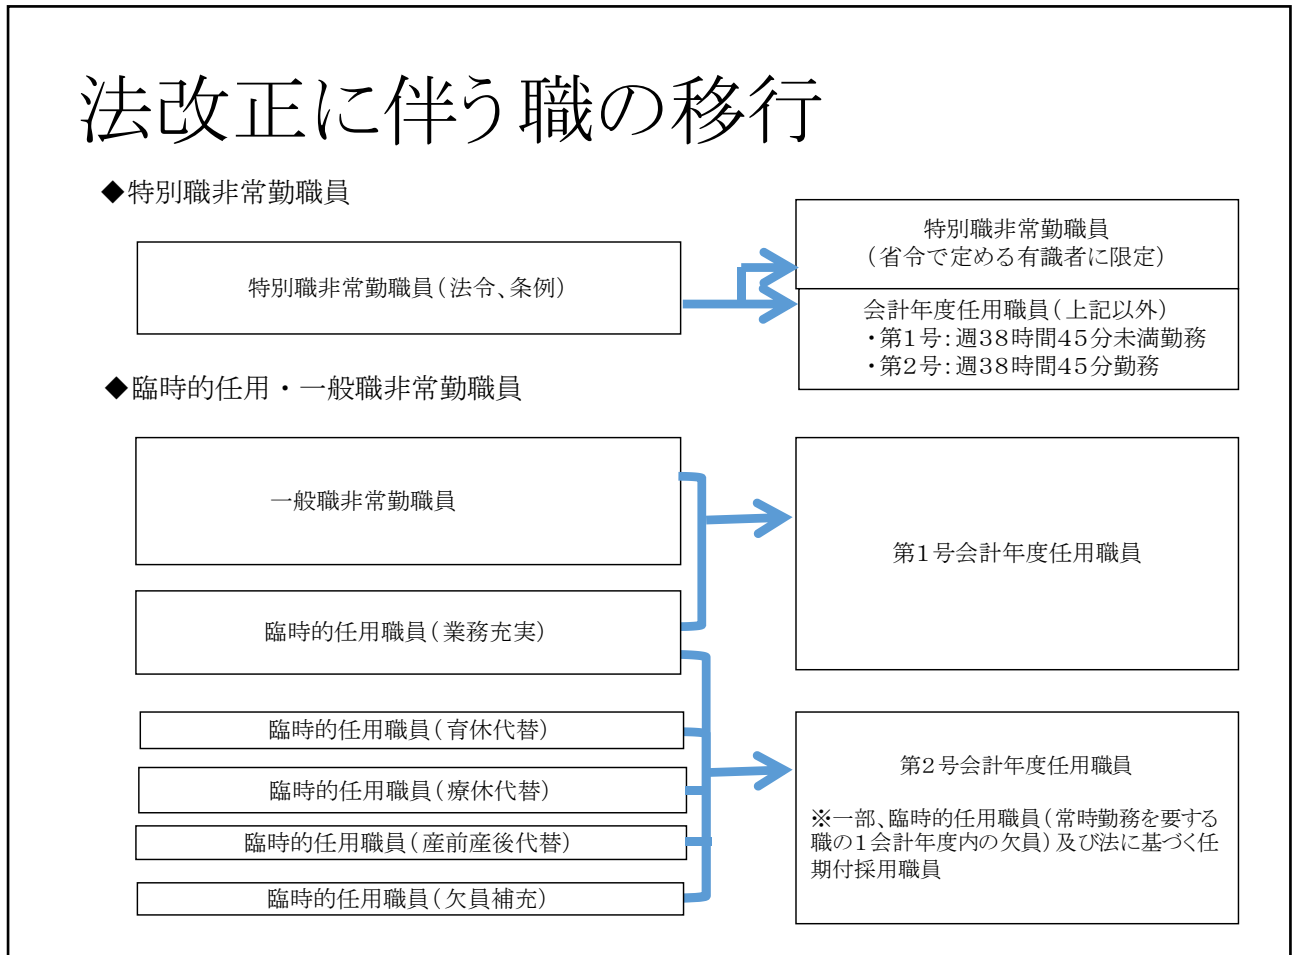 法改正に伴う職の移行
◆特別職非常勤職員
特別職非常勤職員（法令、条例）
特別職非常勤職員
（省令で定める有識者に限定）
会計年度任用職員（上記以外）
・第１号：週３８時間４５分未満勤務
・第２号：週３８時間４５分勤務
◆臨時的任用・一般職非常勤職員
一般職非常勤職員
臨時的任用職員（業務充実）
第１号会計年度任用職員
臨時的任用職員（育休代替）
臨時的任用職員（療休代替）
臨時的任用職員（産前産後代替）
臨時的任用職員（欠員補充）
第２号会計年度任用職員
※一部、臨時的任用職員（常時勤務を要する
職の１会計年度内の欠員）及び法に基づく任
期付採用職員